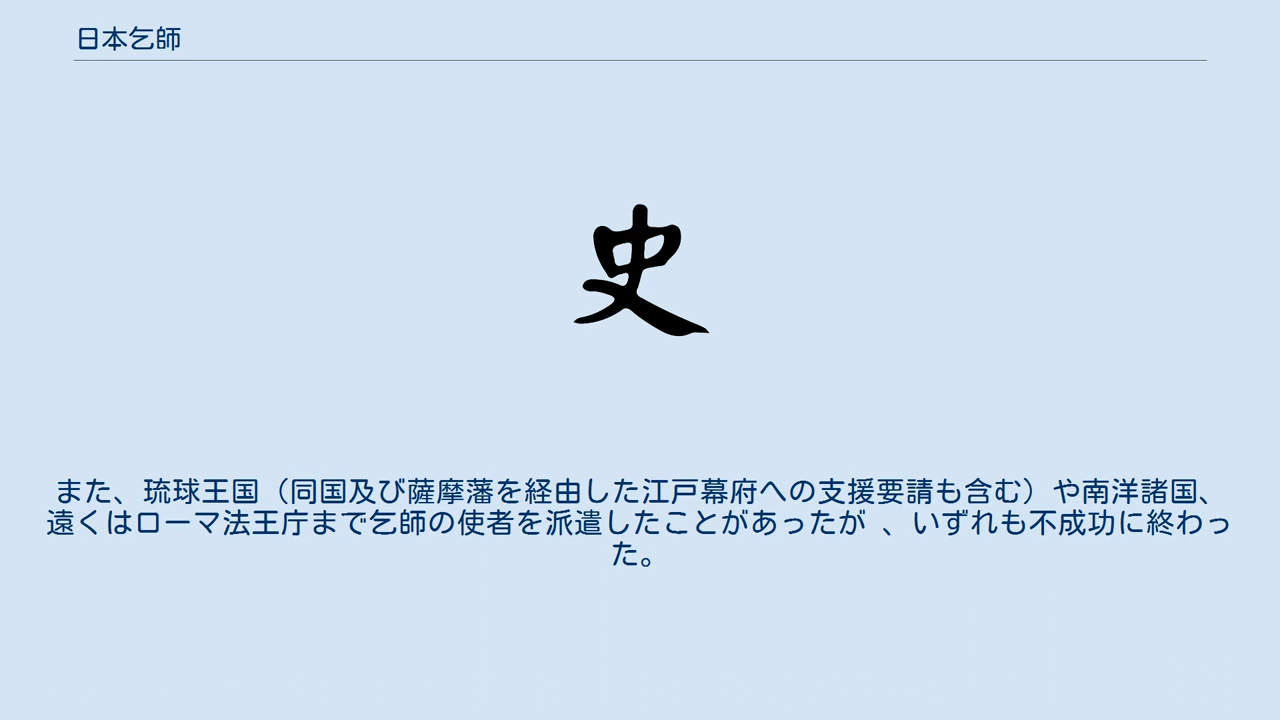 日本乞師
史
また、琉球王国（同国及び薩摩藩を経由した江戸幕府への支援要請も含む）や南洋諸国、
遠くはローマ法王庁まで乞師の使者を派遣したことがあったが 、いずれも不成功に終わっ
た。